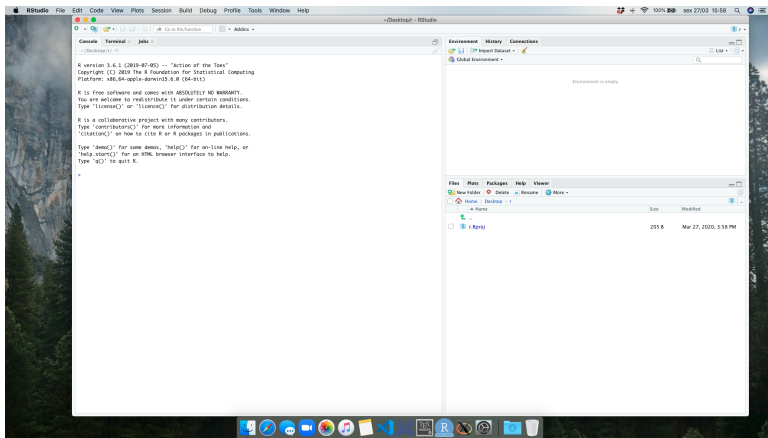 RStudio File Edit Code View Plots Session Build Debug Profile Tools Window Help
100% sex 27/03 15:58
~/Desktop/r - RStudio
Go to file/function Addins
r
Console Terminal Jobs
~/Desktop/r/
R version 3.6.1 (2019-07-05) -- "Action of the Toes"
Copyright (C) 2019 The R Foundation for Statistical Computing
Platform: x86_64-apple-darwin15.6.0 (64-bit)
R is free software and comes with ABSOLUTELY NO WARRANTY.
You are welcome to redistribute it under certain conditions.
Type 'license()' or 'licence()' for distribution details.
R is a collaborative project with many contributors.
Type 'contributors()' for more information and
'citation()' on how to cite R or R packages in publications.
Type 'demo()' for some demos, 'help()' for on-line help, or
'help.start()' for an HTML browser interface to help.
Type 'q()' to quit R.
>
Environment History Connections
Import Dataset List
Global Environment
Environment is empty
Files Plots Packages Help Viewer
New Folder Delete Rename More
Home Desktop r
Name Size Modified
..
r.Rproj 205 B Mar 27, 2020, 3:58 PM